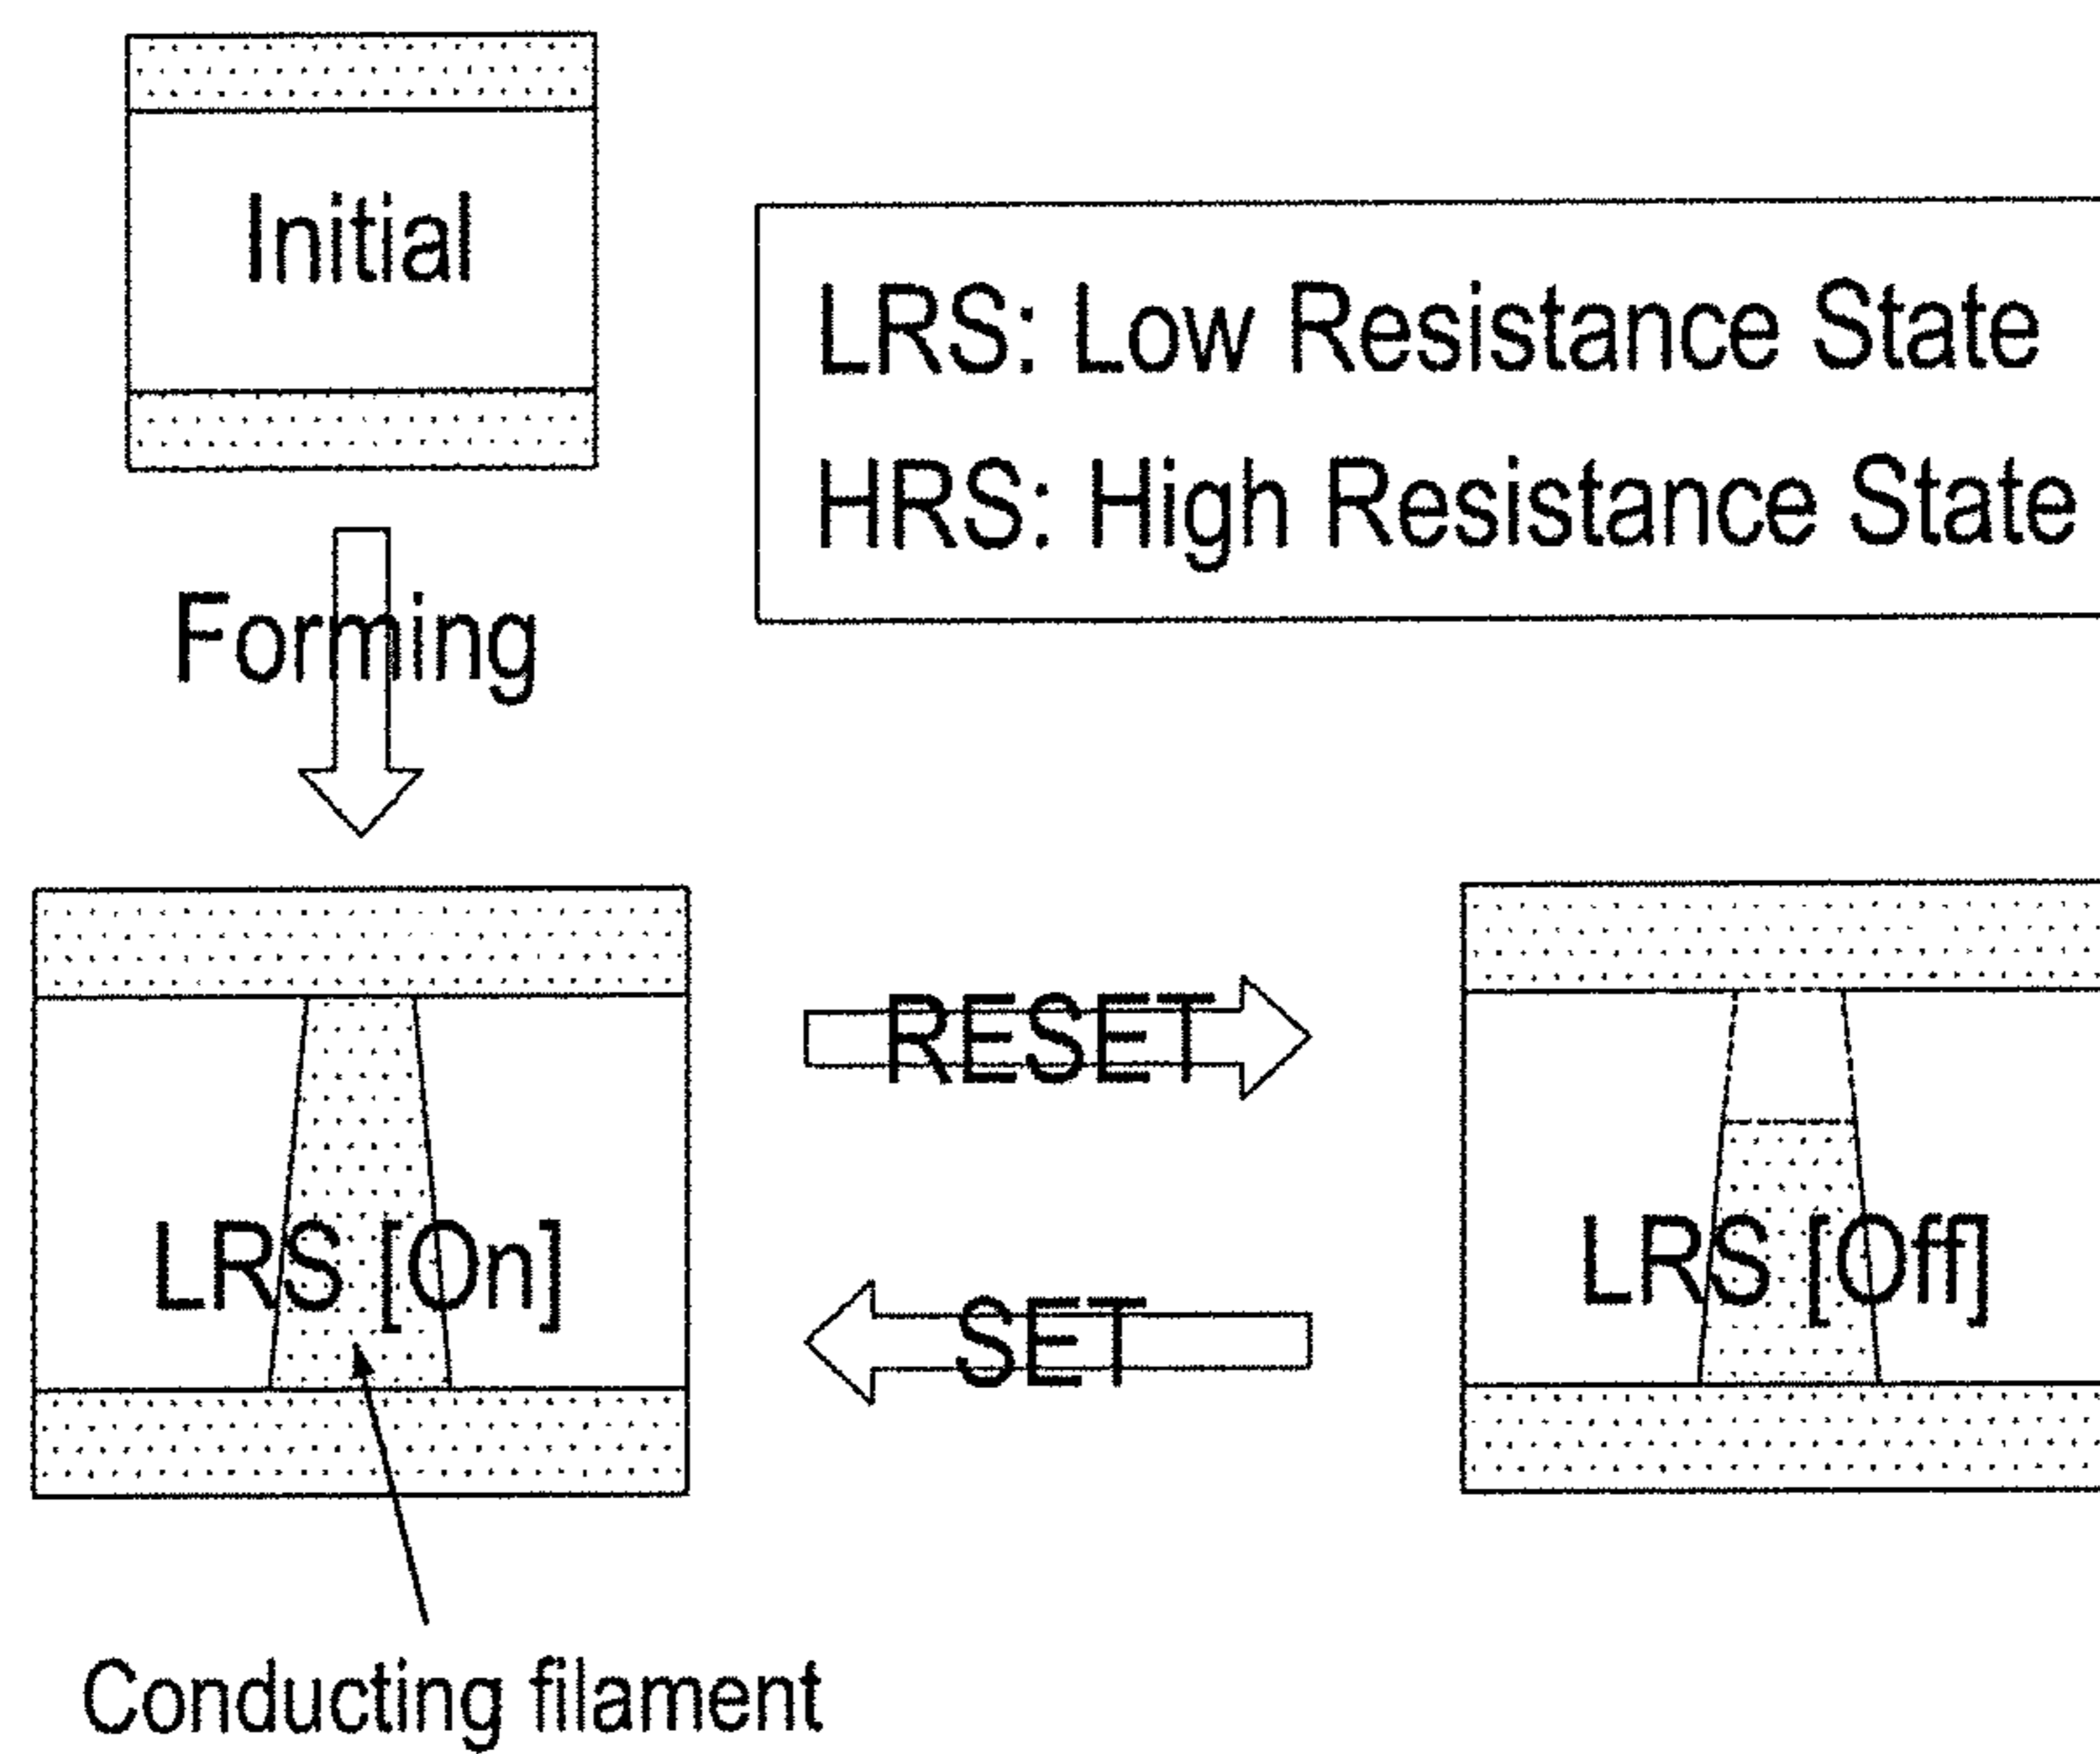 Initial
LRS: Low Resistance State
HRS: High Resistance State
Forming
RESET
LRS [On]
LRS [Off]
SET
Conducting filament